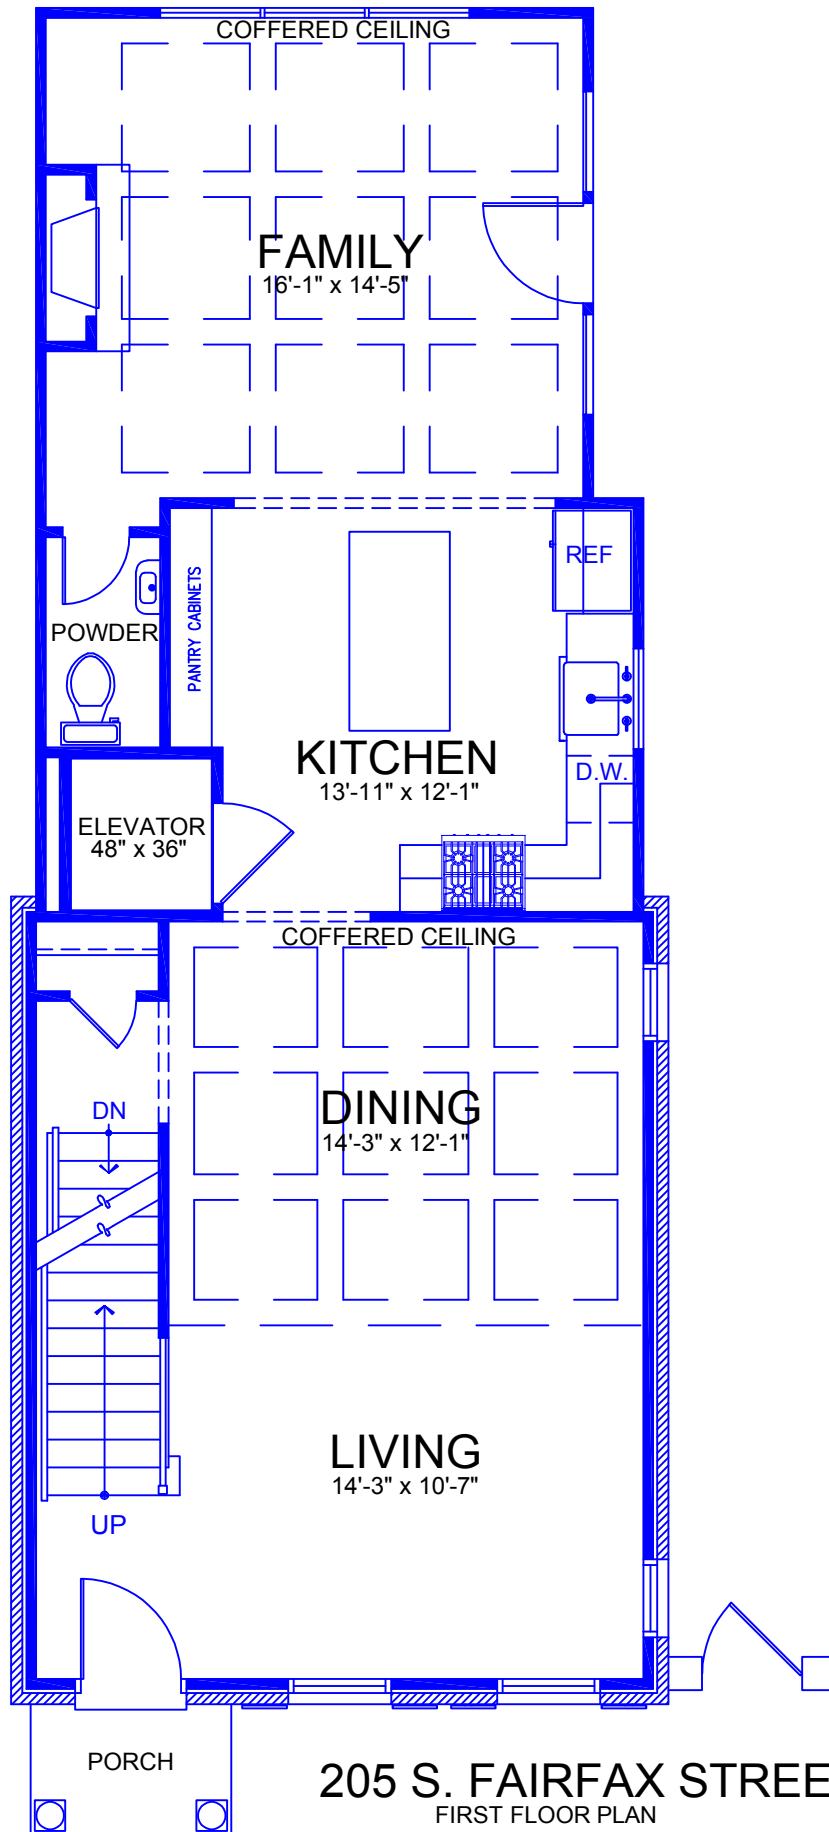 COFFERED CEILING
FAMILY
16'-1" x 14'-5"
REF
PANTRY CABINETS
POWDER
KITCHEN
13'-11" x 12'-1"
D.W.
ELEVATOR
48" x 36"
COFFERED CEILING
DINING
14'-3" x 12'-1"
DN
LIVING
14'-3" x 10'-7"
UP
PORCH
205 S. FAIRFAX STREE
FIRST FLOOR PLAN